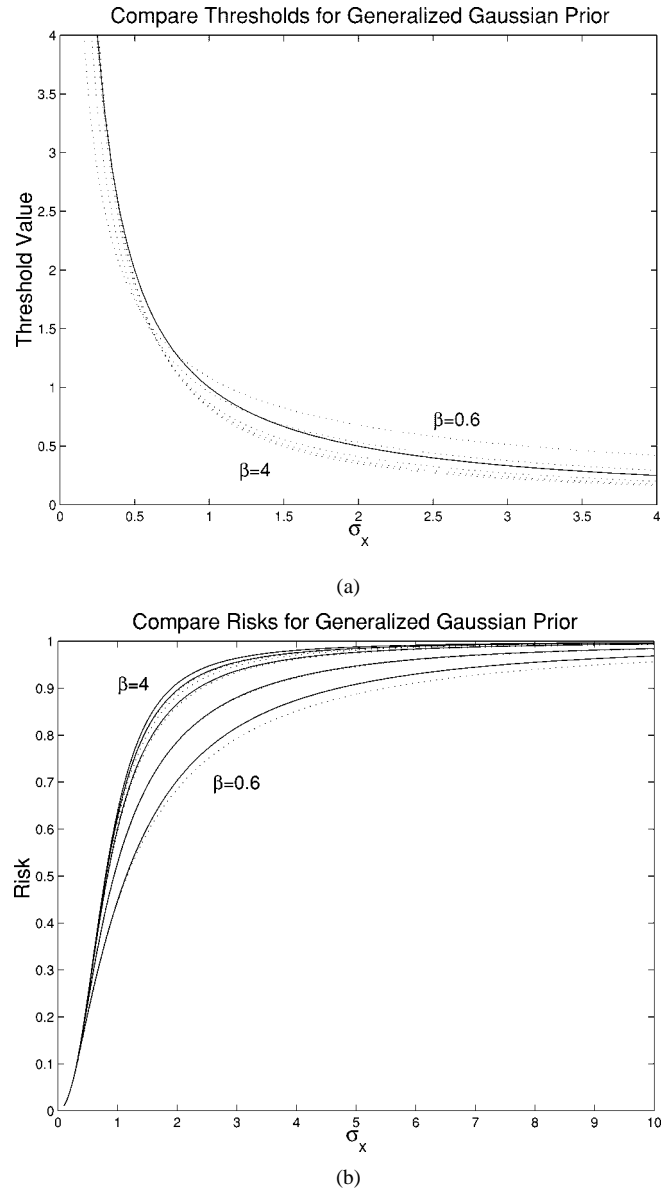 Compare Thresholds for Generalized Gaussian Prior
4
3.5
3
2.5
2
1.5
1
0.5
0
Threshold Value
β=0.6
β=4
0 0.5 1 1.5 2 2.5 3 3.5 4
σx
(a)
Compare Risks for Generalized Gaussian Prior
1
0.9
0.8
0.7
0.6
0.5
0.4
0.3
0.2
0.1
0
Risk
β=4
β=0.6
0 1 2 3 4 5 6 7 8 9 10
σx
(b)